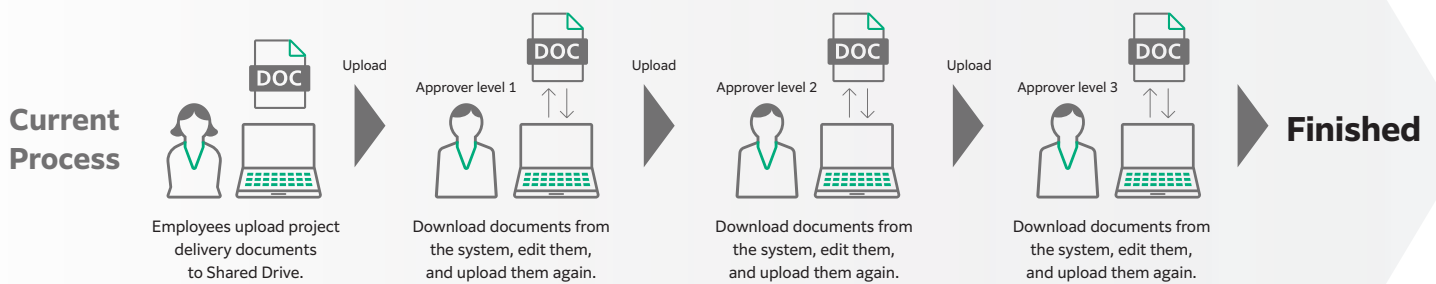 Current
Process
DOC
Employees upload project
delivery documents
to Shared Drive.
Upload
Approver level 1
DOC
Download documents from
the system, edit them,
and upload them again.
Upload
Approver level 2
DOC
Download documents from
the system, edit them,
and upload them again.
Upload
Approver level 3
DOC
Download documents from
the system, edit them,
and upload them again.
Finished